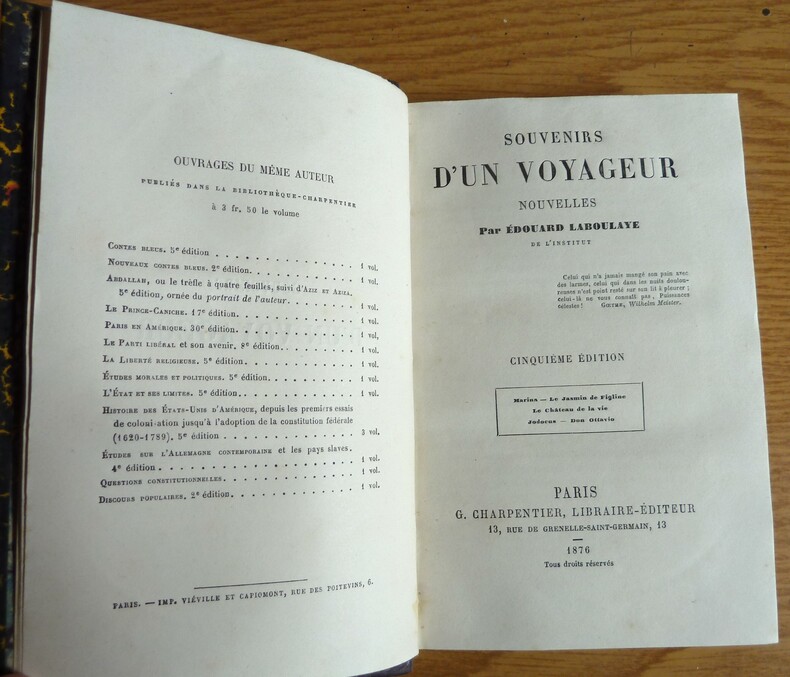 OUVRAGES DU MÊME AUTEUR
PUBLIÉS DANS LA BIBLIOTHÈQUE-CHARPENTIER
à 3 fr. 50 le volume
CONTES BLEUS. 5e édition . . . . . . . . . . . . . . . 1 vol.
NOUVEAUX CONTES BLEUS. 2e édition. . . . . . . . . . . 1 vol.
ABDALLAH, ou le trèfle à quatre feuilles, suivi d'AZIZ ET AZIZA,
5e édition, ornée du portrait de l'auteur. . . . . . . 1 vol.
LE PRINCE-CANICHE. 17e édition. . . . . . . . . . . . 1 vol.
PARIS EN AMÉRIQUE. 30e édition. . . . . . . . . . . . 1 vol,
LE PARTI LIBÉRAL et son avenir. 8e édition. . . . . . . 1 vol.
LA LIBERTÉ RELIGIEUSE. 5e édition. . . . . . . . . . . 1 vol.
ÉTUDES MORALES ET POLITIQUES. 5e édition. . . . . . . . 1 vol.
L'ÉTAT ET SES LIMITES. 5e édition . . . . . . . . . . . 1 vol.
HISTOIRE DES ÉTATS-UNIS D'AMÉRIQUE, depuis les premiers essais
de colonisation jusqu'à l'adoption de la constitution fédérale
(1620-1789). 5e édition . . . . . . . . . . . . . . . 3 vol.
ÉTUDES SUR L'ALLEMAGNE CONTEMPORAINE et les pays slaves.
4e édition. . . . . . . . . . . . . . . . . . . . . 1 vol.
QUESTIONS CONSTITUTIONNELLES. . . . . . . . . . . . . 1 vol.
DISCOURS POPULAIRES. 2e édition. . . . . . . . . . . . 1 vol.
PARIS. — IMP. VIÉVILLE ET CAPIOMONT, RUE DES POITEVINS, 6.
SOUVENIRS
D'UN VOYAGEUR
NOUVELLES
Par ÉDOUARD LABOULAYE
DE L'INSTITUT
Celui qui n'a jamais mangé son pain avec
des larmes, celui qui dans les nuits doulou-
reuses n'est point resté sur son lit à pleurer ;
celui-là ne vous connaît pas, Puissances
célestes ! GŒTHE, Wilhelm Meister.
CINQUIÈME ÉDITION
Marina — Le Jasmin de Figline
Le Château de la vie
Jodocus — Don Ottavio
PARIS
G. CHARPENTIER, LIBRAIRE-ÉDITEUR
13, RUE DE GRENELLE-SAINT-GERMAIN, 13
1876
Tous droits réservés